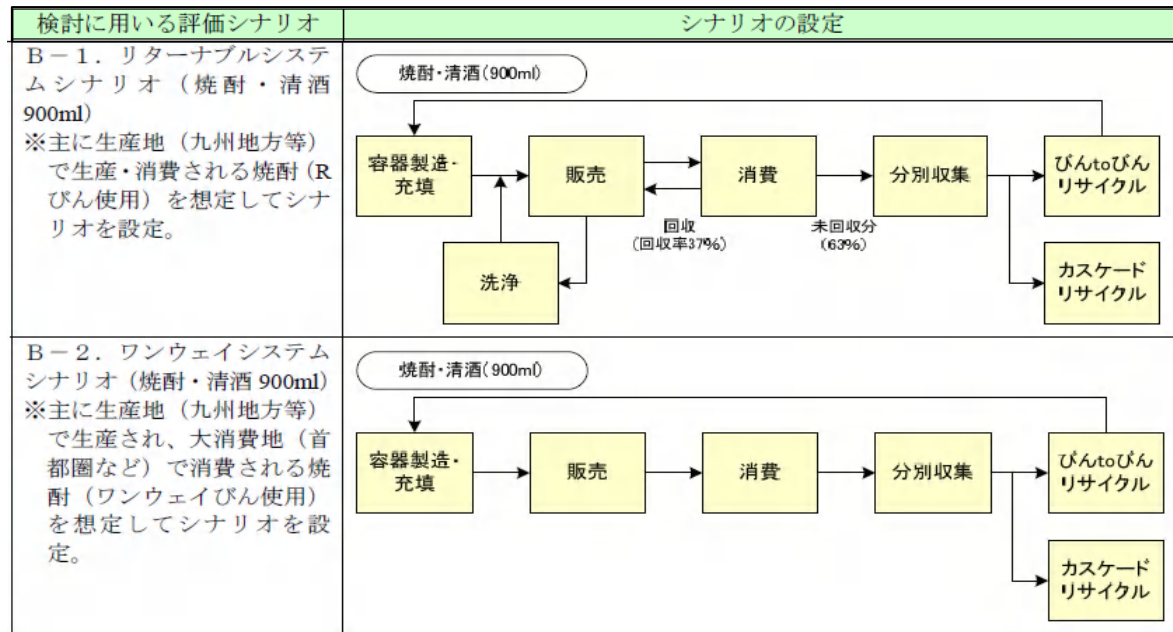 検討に用いる評価シナリオ
シナリオの設定
B－1．リターナブルシステ
ムシナリオ（焼酎・清酒
900ml）
※主に生産地（九州地方等）
で生産・消費される焼酎（R
びん使用）を想定してシナ
リオを設定。
焼酎・清酒（900ml）
容器製造・
充填
販売
消費
分別収集
びんtoびん
リサイクル
回収
（回収率37％）
未回収分
（63％）
洗浄
カスケード
リサイクル
B－2．ワンウェイシステム
シナリオ（焼酎・清酒 900ml）
※主に生産地（九州地方等）
で生産され、大消費地（首
都圏など）で消費される焼
酎（ワンウェイびん使用）
を想定してシナリオを設
定。
焼酎・清酒（900ml）
容器製造・
充填
販売
消費
分別収集
びんtoびん
リサイクル
カスケード
リサイクル